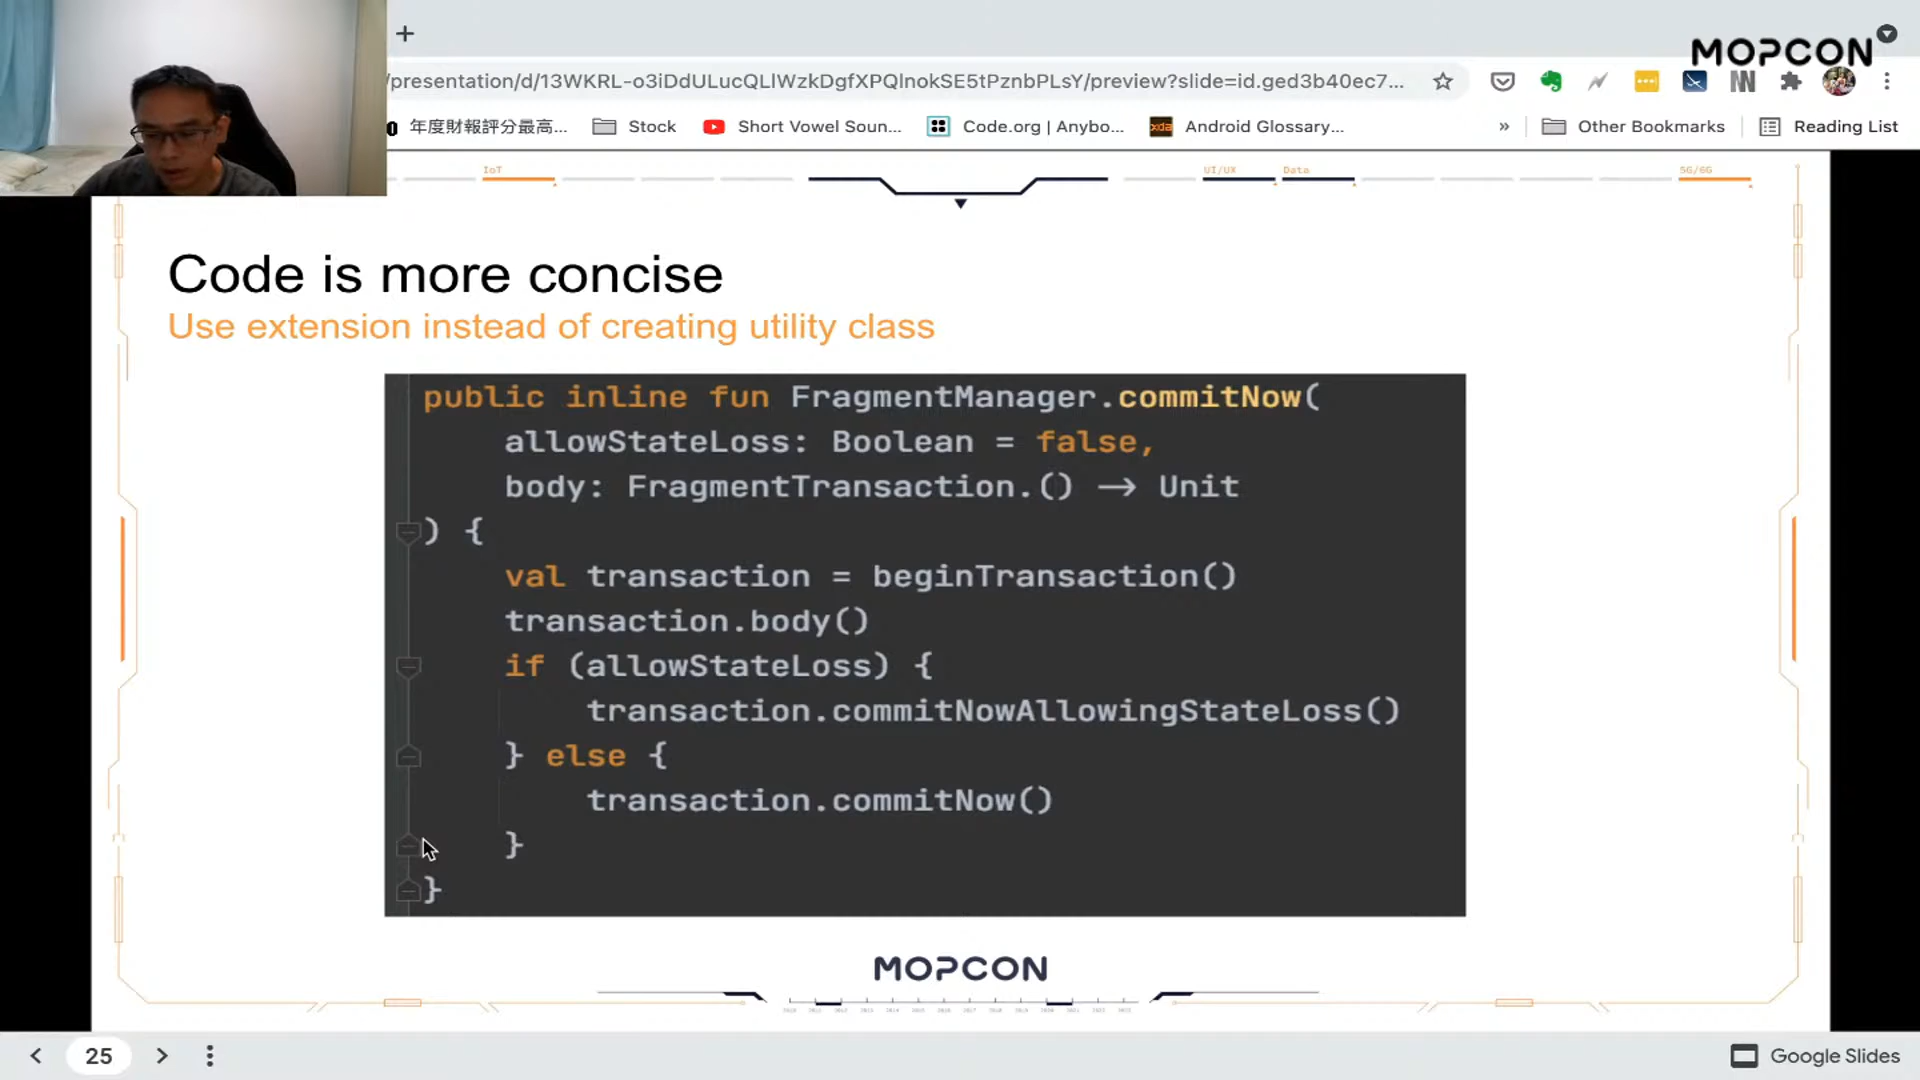 MOPCON
/presentation/d/13WKRL-o3iDdULucQLlWzkDgfXPQlnokSE5tPznbPLsY/preview?slide=id.ged3b40ec7...
年度財報評分最高...
Stock
Short Vowel Soun...
Code.org | Anybo...
Android Glossary...
»
Other Bookmarks
Reading List
IoT
UI/UX
Data
5G/6G
Code is more concise
Use extension instead of creating utility class
public inline fun FragmentManager.commitNow(
allowStateLoss: Boolean = false,
body: FragmentTransaction.() → Unit
) {
val transaction = beginTransaction()
transaction.body()
if (allowStateLoss) {
transaction.commitNowAllowingStateLoss()
} else {
transaction.commitNow()
}
}
MOPCON
25
Google Slides